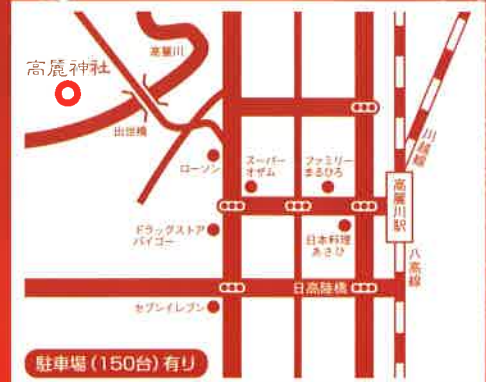 高麗川
高麗神社
出世橋
川越線
ローソン
スーパー
オザム
ファミリー
まるひろ
高麗川駅
ドラッグストア
バイゴー
日本料理
あさひ
八高線
日高陸橋
セブンイレブン
駐車場(150台)有り